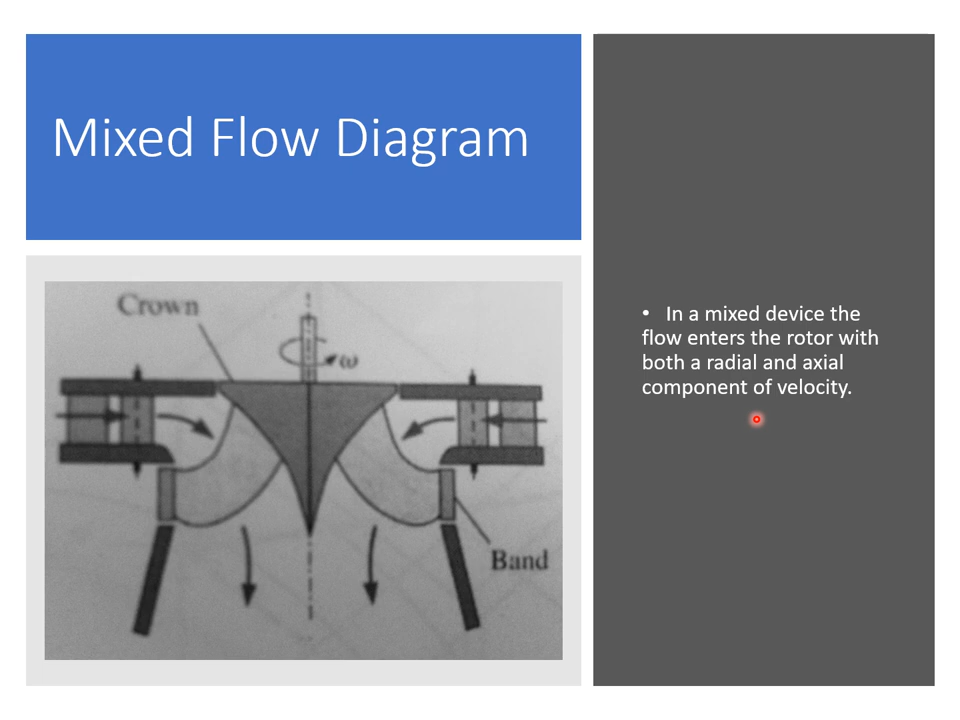 Mixed Flow Diagram
Crown
ω
Band
• In a mixed device the
flow enters the rotor with
both a radial and axial
component of velocity.